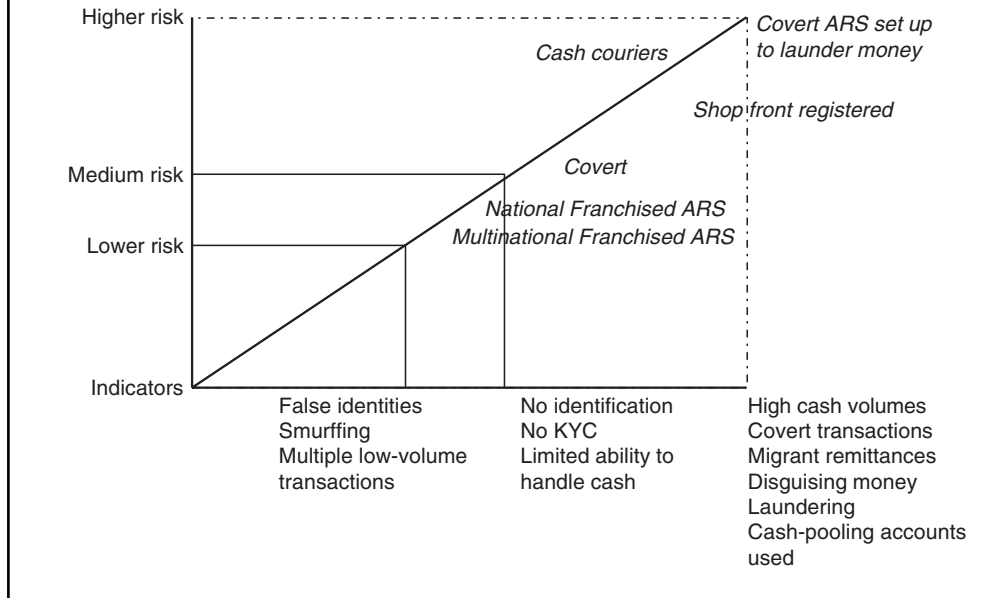 Higher risk
Covert ARS set up
to launder money
Cash couriers
Shop front registered
Medium risk
Covert
National Franchised ARS
Multinational Franchised ARS
Lower risk
Indicators
False identities
Smurffing
Multiple low-volume
transactions
No identification
No KYC
Limited ability to
handle cash
High cash volumes
Covert transactions
Migrant remittances
Disguising money
Laundering
Cash-pooling accounts
used